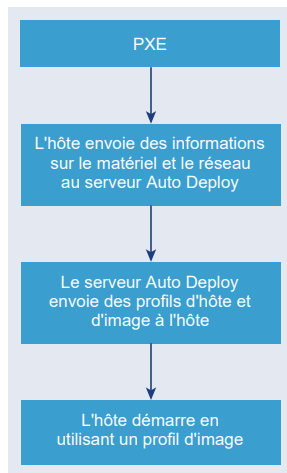 PXE
L'hôte envoie des informations
sur le matériel et le réseau
au serveur Auto Deploy
Le serveur Auto Deploy
envoie des profils d'hôte et
d'image à l'hôte
L'hôte démarre en
utilisant un profil d'image